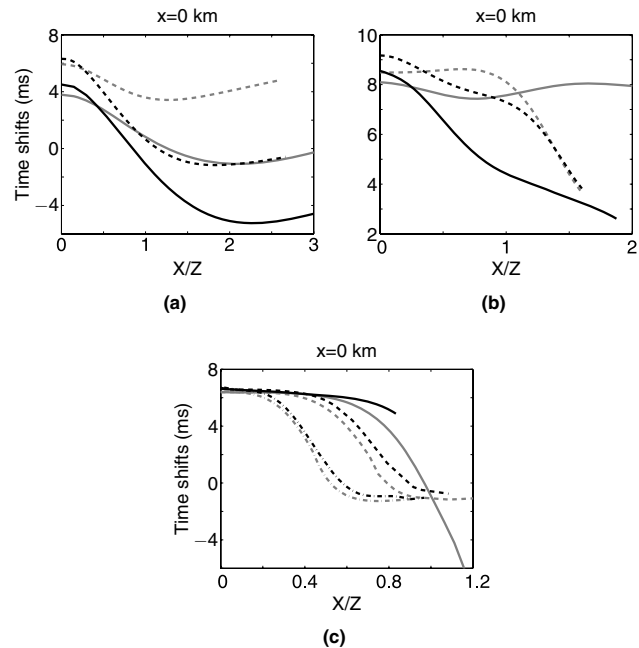 x=0 km
x=0 km
8
4
0
−4
Time shifts (ms)
0 1 2 3
X/Z
(a)
10
8
6
4
2
0 1 2
X/Z
(b)
x=0 km
8
4
0
−4
Time shifts (ms)
0 0.4 0.8 1.2
X/Z
(c)